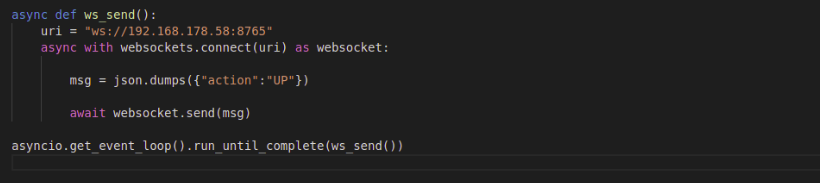 async def ws_send():
    uri = "ws://192.168.178.58:8765"
    async with websockets.connect(uri) as websocket:
        msg = json.dumps({"action":"UP"})
        await websocket.send(msg)
asyncio.get_event_loop().run_until_complete(ws_send())